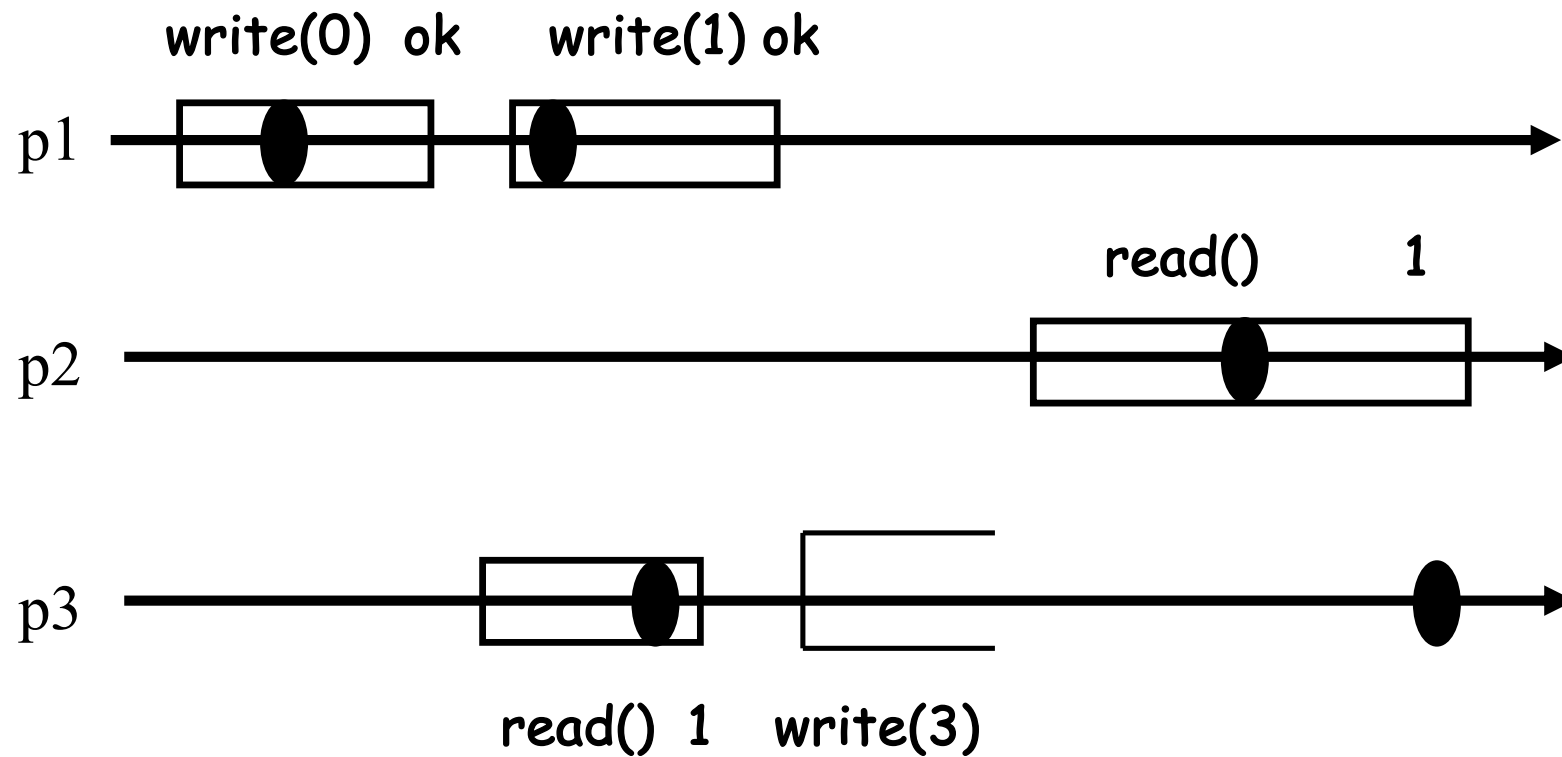 write(0) ok write(1) ok
p1
read() 1
p2
p3
read() 1 write(3)